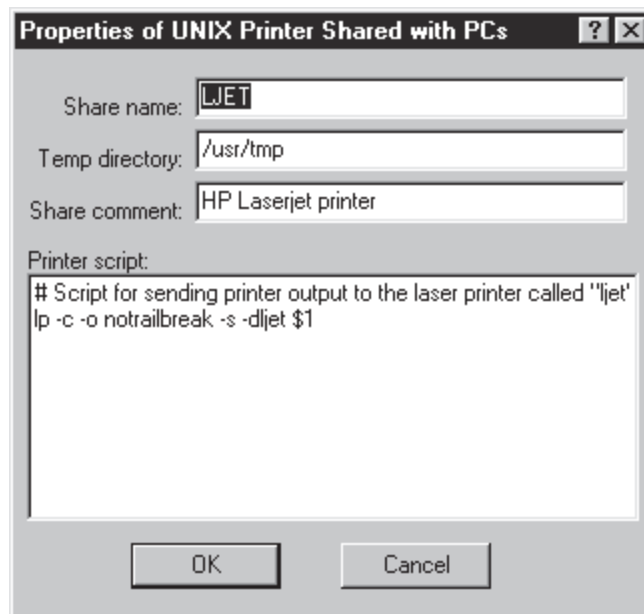 Properties of UNIX Printer Shared with PCs
Share name: LJET
Temp directory: /usr/tmp
Share comment: HP Laserjet printer
Printer script:
# Script for sending printer output to the laser printer called "ljet'
lp -c -o notrailbreak -s -dljet $1
OK Cancel